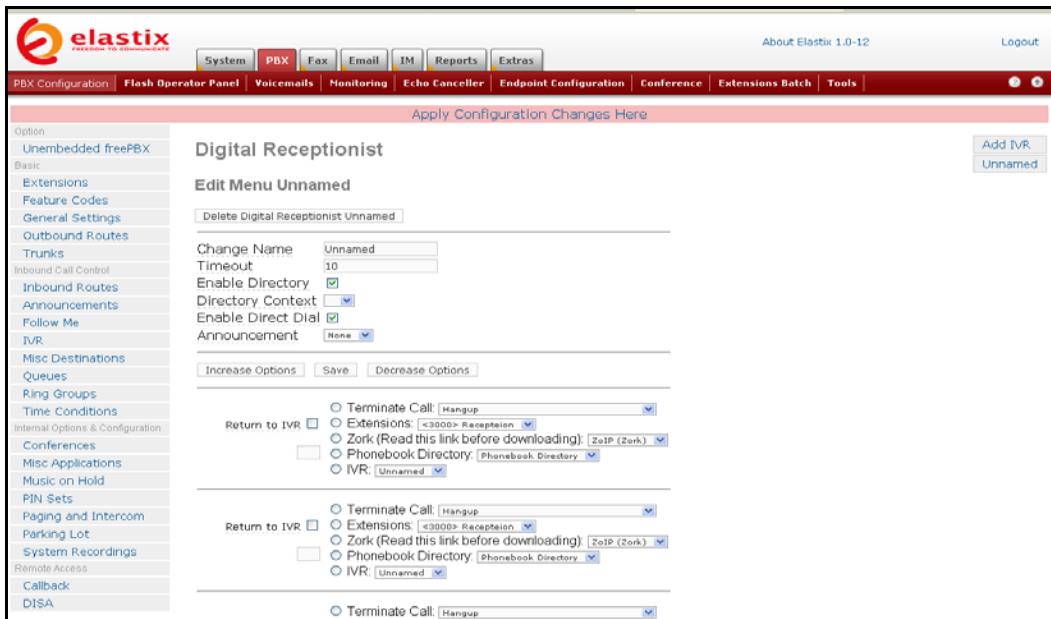 elastix
FREEDOM TO COMMUNICATE
About Elastix 1.0-12
Logout
System PBX Fax Email IM Reports Extras
PBX Configuration Flash Operator Panel Voicemails Monitoring Echo Canceller Endpoint Configuration Conference Extensions Batch Tools
Apply Configuration Changes Here
Option
Unembedded freePBX
Basic
Extensions
Feature Codes
General Settings
Outbound Routes
Trunks
Inbound Call Control
Inbound Routes
Announcements
Follow Me
IVR
Misc Destinations
Queues
Ring Groups
Time Conditions
Internal Options & Configuration
Conferences
Misc Applications
Music on Hold
PIN Sets
Paging and Intercom
Parking Lot
System Recordings
Remote Access
Callback
DISA
Digital Receptionist
Add IVR
Unnamed
Edit Menu Unnamed
Delete Digital Receptionist Unnamed
Change Name Unnamed
Timeout 10
Enable Directory
Directory Context
Enable Direct Dial
Announcement None
Increase Options Save Decrease Options
Return to IVR
Terminate Call: Hangup
Extensions: <3000> Recepteion
Zork (Read this link before downloading): ZoIP (Zork)
Phonebook Directory: Phonebook Directory
IVR: Unnamed
Return to IVR
Terminate Call: Hangup
Extensions: <3000> Recepteion
Zork (Read this link before downloading): ZoIP (Zork)
Phonebook Directory: Phonebook Directory
IVR: Unnamed
Terminate Call: Hangup